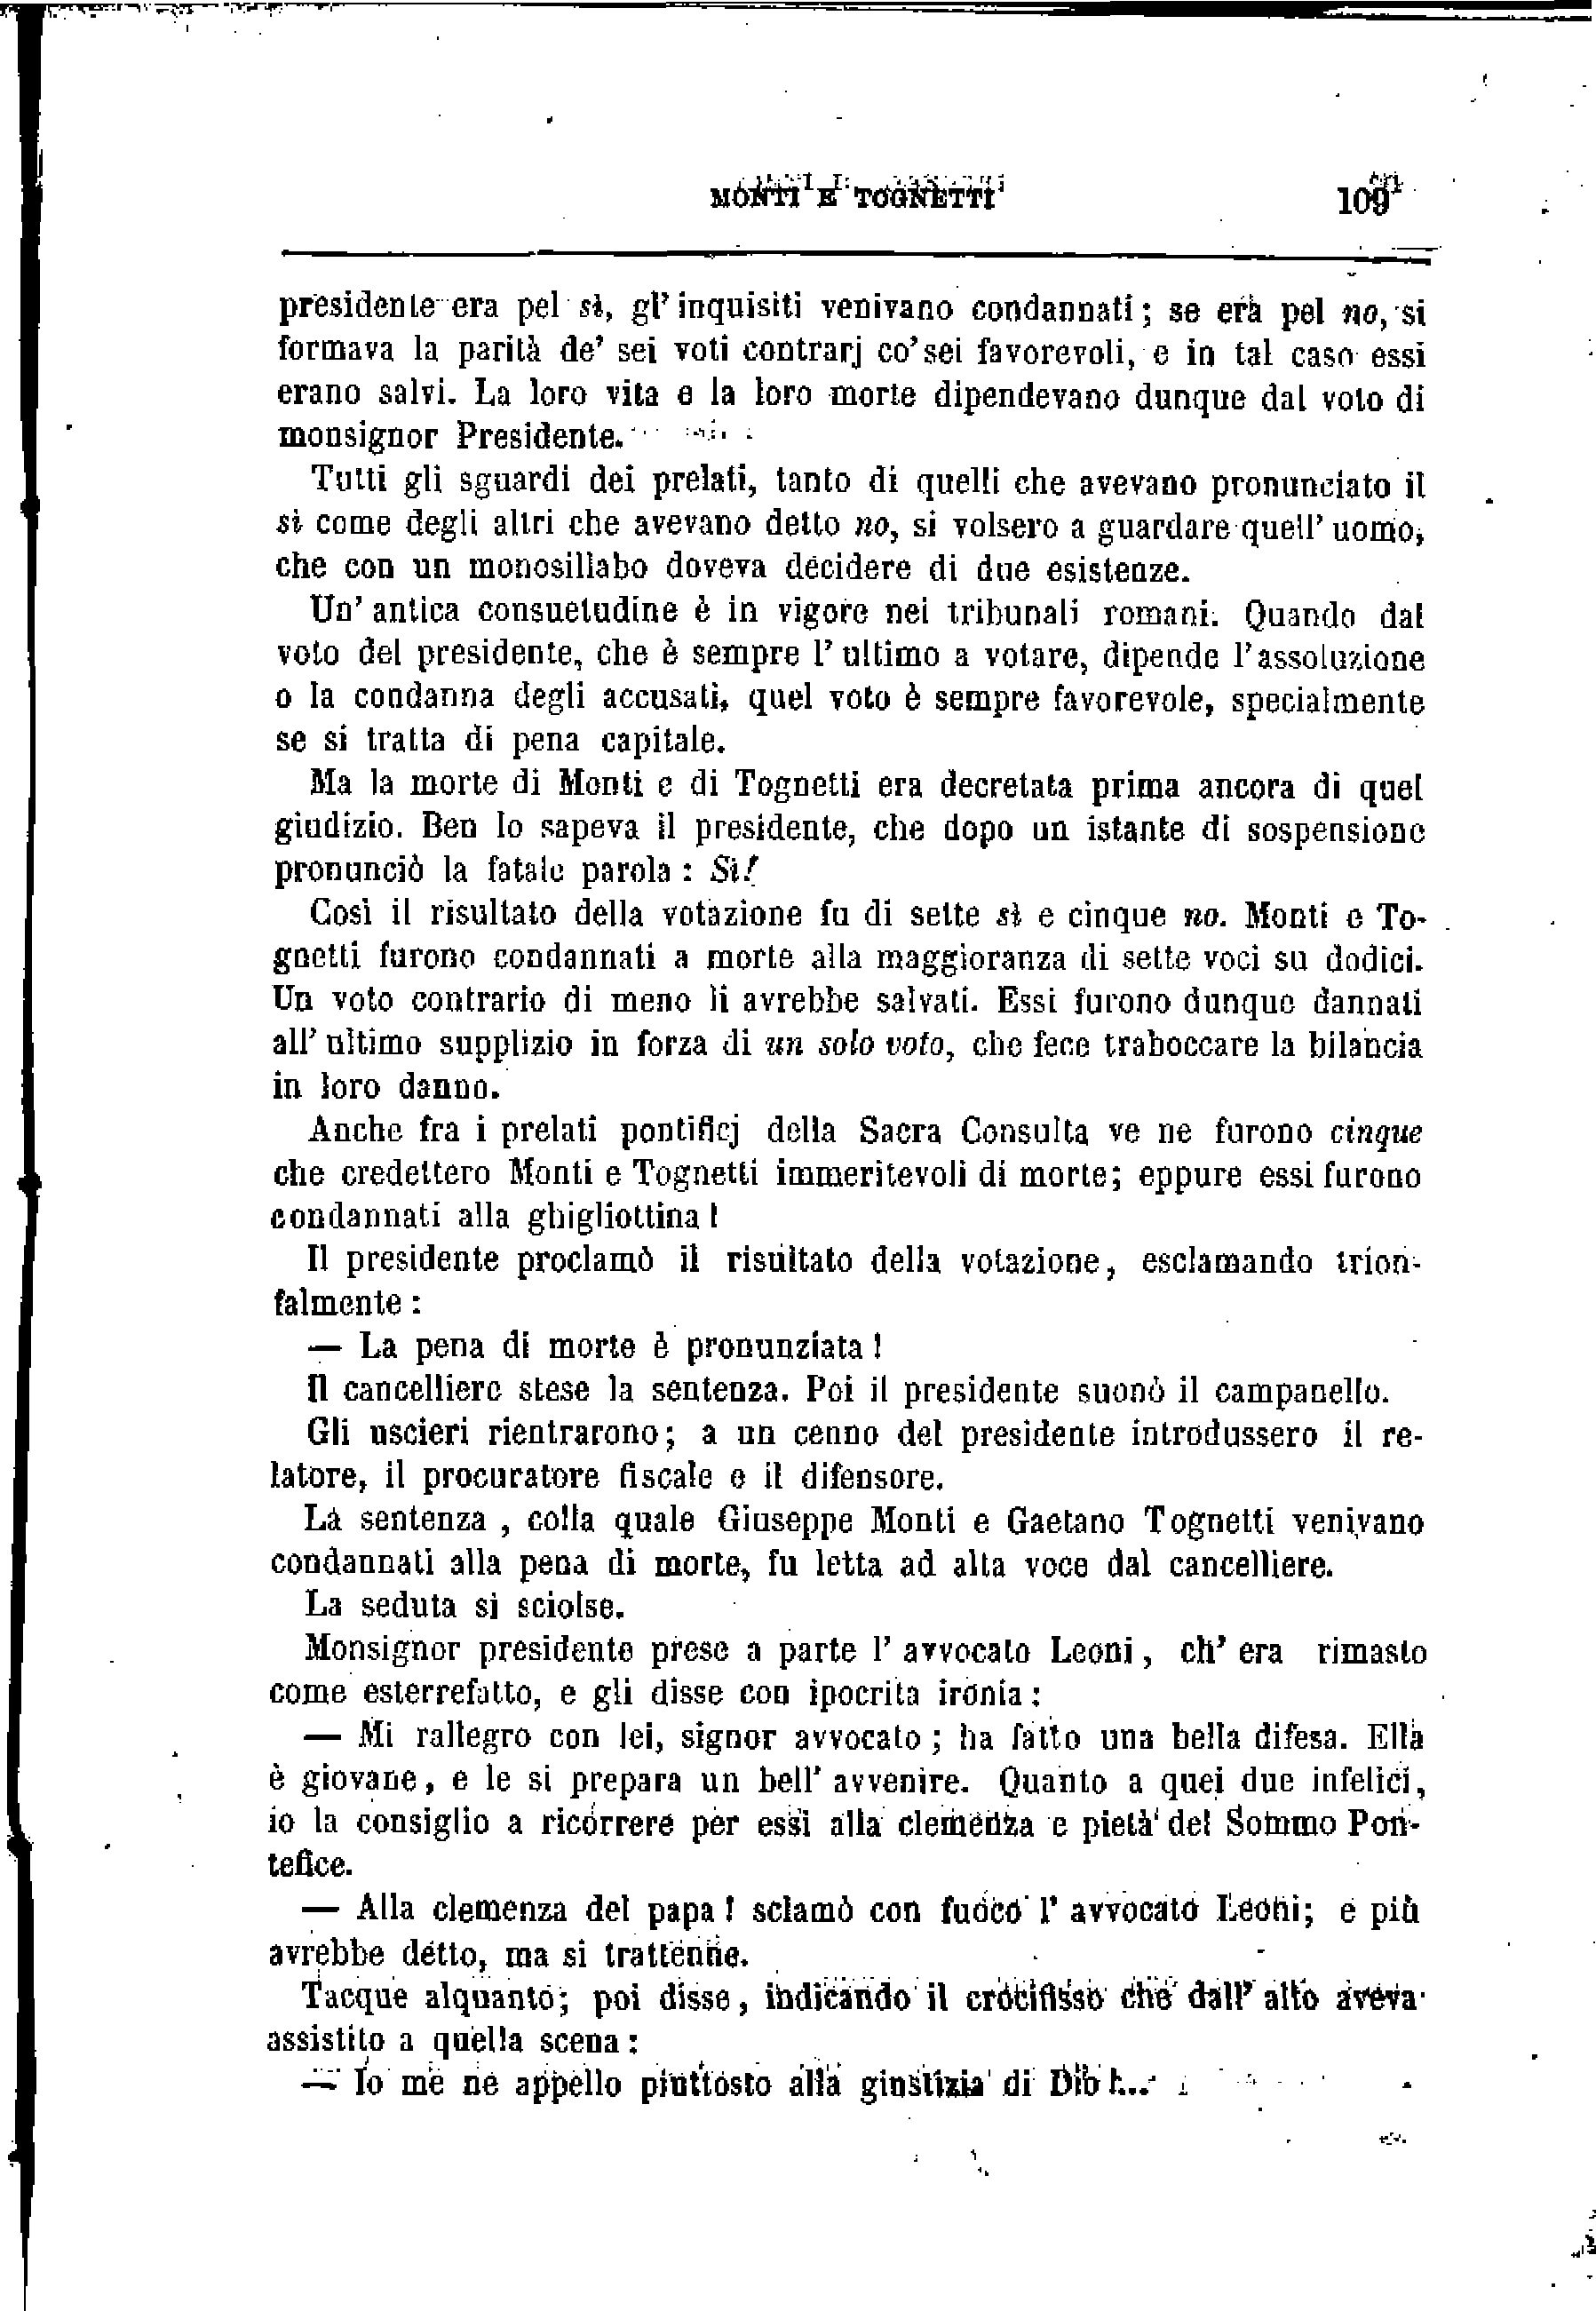 MONTI E TOGNETTI 109
presidente era pel sì, gl' inquisiti venivano condannati; se era pel no, si
formava la parità de' sei voti contrarj co' sei favorevoli, e in tal caso essi
erano salvi. La loro vita e la loro morte dipendevano dunque dal voto di
monsignor Presidente.
Tutti gli sguardi dei prelati, tanto di quelli che avevano pronunciato il
sì come degli altri che avevano detto no, si volsero a guardare quell' uomo,
che con un monosillabo doveva decidere di due esistenze.
Un' antica consuetudine è in vigore nei tribunali romani. Quando dal
voto del presidente, che è sempre l' ultimo a votare, dipende l' assoluzione
o la condanna degli accusati, quel voto è sempre favorevole, specialmente
se si tratta di pena capitale.
Ma la morte di Monti e di Tognetti era decretata prima ancora di quel
giudizio. Ben lo sapeva il presidente, che dopo un istante di sospensione
pronunciò la fatale parola: Sì!
Così il risultato della votazione fu di sette sì e cinque no. Monti e To-
gnetti furono condannati a morte alla maggioranza di sette voci su dodici.
Un voto contrario di meno li avrebbe salvati. Essi furono dunque dannati
all' ultimo supplizio in forza di un solo voto, che fece traboccare la bilancia
in loro danno.
Anche fra i prelati pontificj della Sacra Consulta ve ne furono cinque
che credettero Monti e Tognetti immeritevoli di morte; eppure essi furono
condannati alla ghigliottina!
Il presidente proclamò il risultato della votazione, esclamando trion-
falmente:
— La pena di morte è pronunziata!
Il cancelliere stese la sentenza. Poi il presidente suonò il campanello.
Gli uscieri rientrarono; a un cenno del presidente introdussero il re-
latore, il procuratore fiscale e il difensore.
La sentenza, colla quale Giuseppe Monti e Gaetano Tognetti venivano
condannati alla pena di morte, fu letta ad alta voce dal cancelliere.
La seduta si sciolse.
Monsignor presidente prese a parte l' avvocato Leoni, ch' era rimasto
come esterrefatto, e gli disse con ipocrita ironia:
— Mi rallegro con lei, signor avvocato; ha fatto una bella difesa. Ella
è giovane, e le si prepara un bell' avvenire. Quanto a quei due infelici,
io la consiglio a ricorrere per essi alla clemenza e pietà del Sommo Pon-
tefice.
— Alla clemenza del papa! sclamò con fuoco l' avvocato Leoni; e più
avrebbe detto, ma si trattenne.
Tacque alquanto; poi disse, indicando il crocifisso che dall' alto aveva
assistito a quella scena:
— Io me ne appello piuttosto alla giustizia di Dio!...